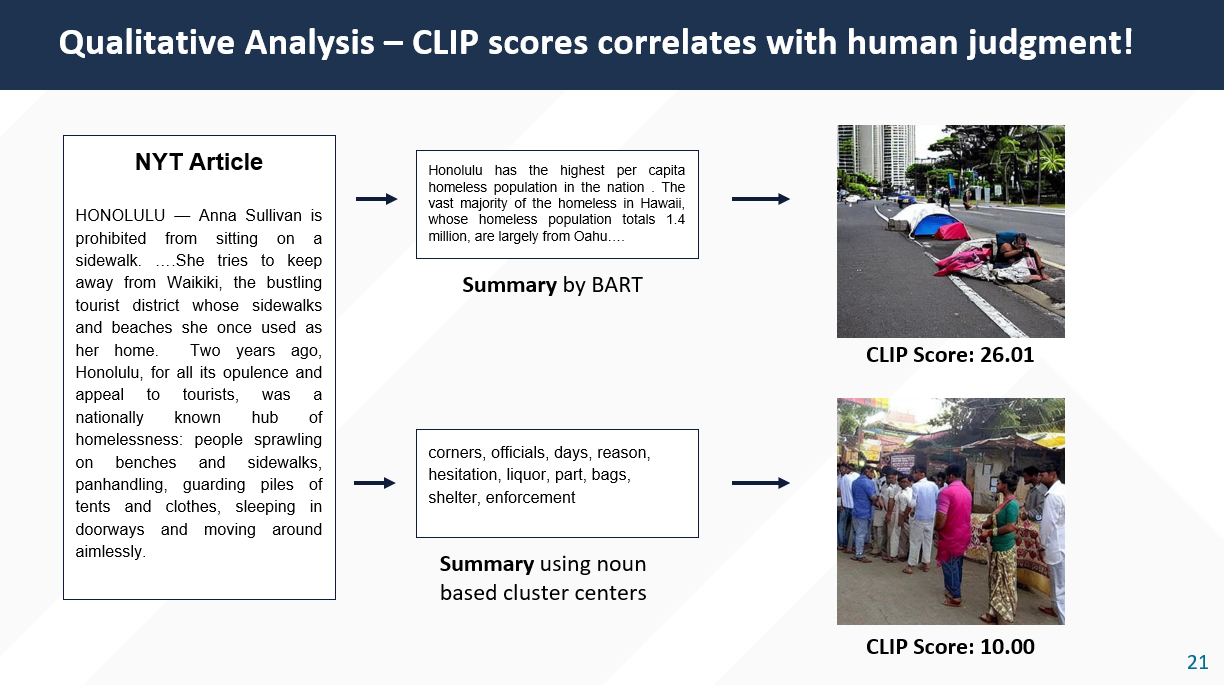 Qualitative Analysis – CLIP scores correlates with human judgment!
NYT Article
HONOLULU — Anna Sullivan is
prohibited from sitting on a
sidewalk. ….She tries to keep
away from Waikiki, the bustling
tourist district whose sidewalks
and beaches she once used as
her home. Two years ago,
Honolulu, for all its opulence and
appeal to tourists, was a
nationally known hub of
homelessness: people sprawling
on benches and sidewalks,
panhandling, guarding piles of
tents and clothes, sleeping in
doorways and moving around
aimlessly.
Honolulu has the highest per capita
homeless population in the nation . The
vast majority of the homeless in Hawaii,
whose homeless population totals 1.4
million, are largely from Oahu….
Summary by BART
CLIP Score: 26.01
corners, officials, days, reason,
hesitation, liquor, part, bags,
shelter, enforcement
Summary using noun
based cluster centers
CLIP Score: 10.00
21